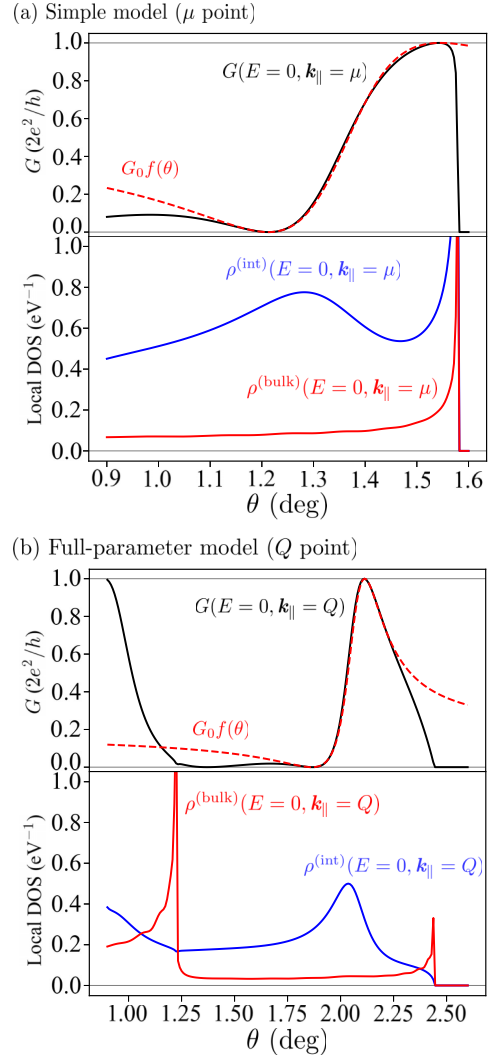 (a) Simple model (μ point)
G (2e²/h)
1.0
0.8
0.6
0.4
0.2
0.0
G(E = 0, k∥ = μ)
G₀f(θ)
Local DOS (eV⁻¹)
1.0
0.8
0.6
0.4
0.2
0.0
ρ^(int)(E = 0, k∥ = μ)
ρ^(bulk)(E = 0, k∥ = μ)
0.9 1.0 1.1 1.2 1.3 1.4 1.5 1.6
θ (deg)
(b) Full-parameter model (Q point)
G (2e²/h)
1.0
0.8
0.6
0.4
0.2
0.0
G(E = 0, k∥ = Q)
G₀f(θ)
Local DOS (eV⁻¹)
1.0
0.8
0.6
0.4
0.2
0.0
ρ^(bulk)(E = 0, k∥ = Q)
ρ^(int)(E = 0, k∥ = Q)
1.00 1.25 1.50 1.75 2.00 2.25 2.50
θ (deg)